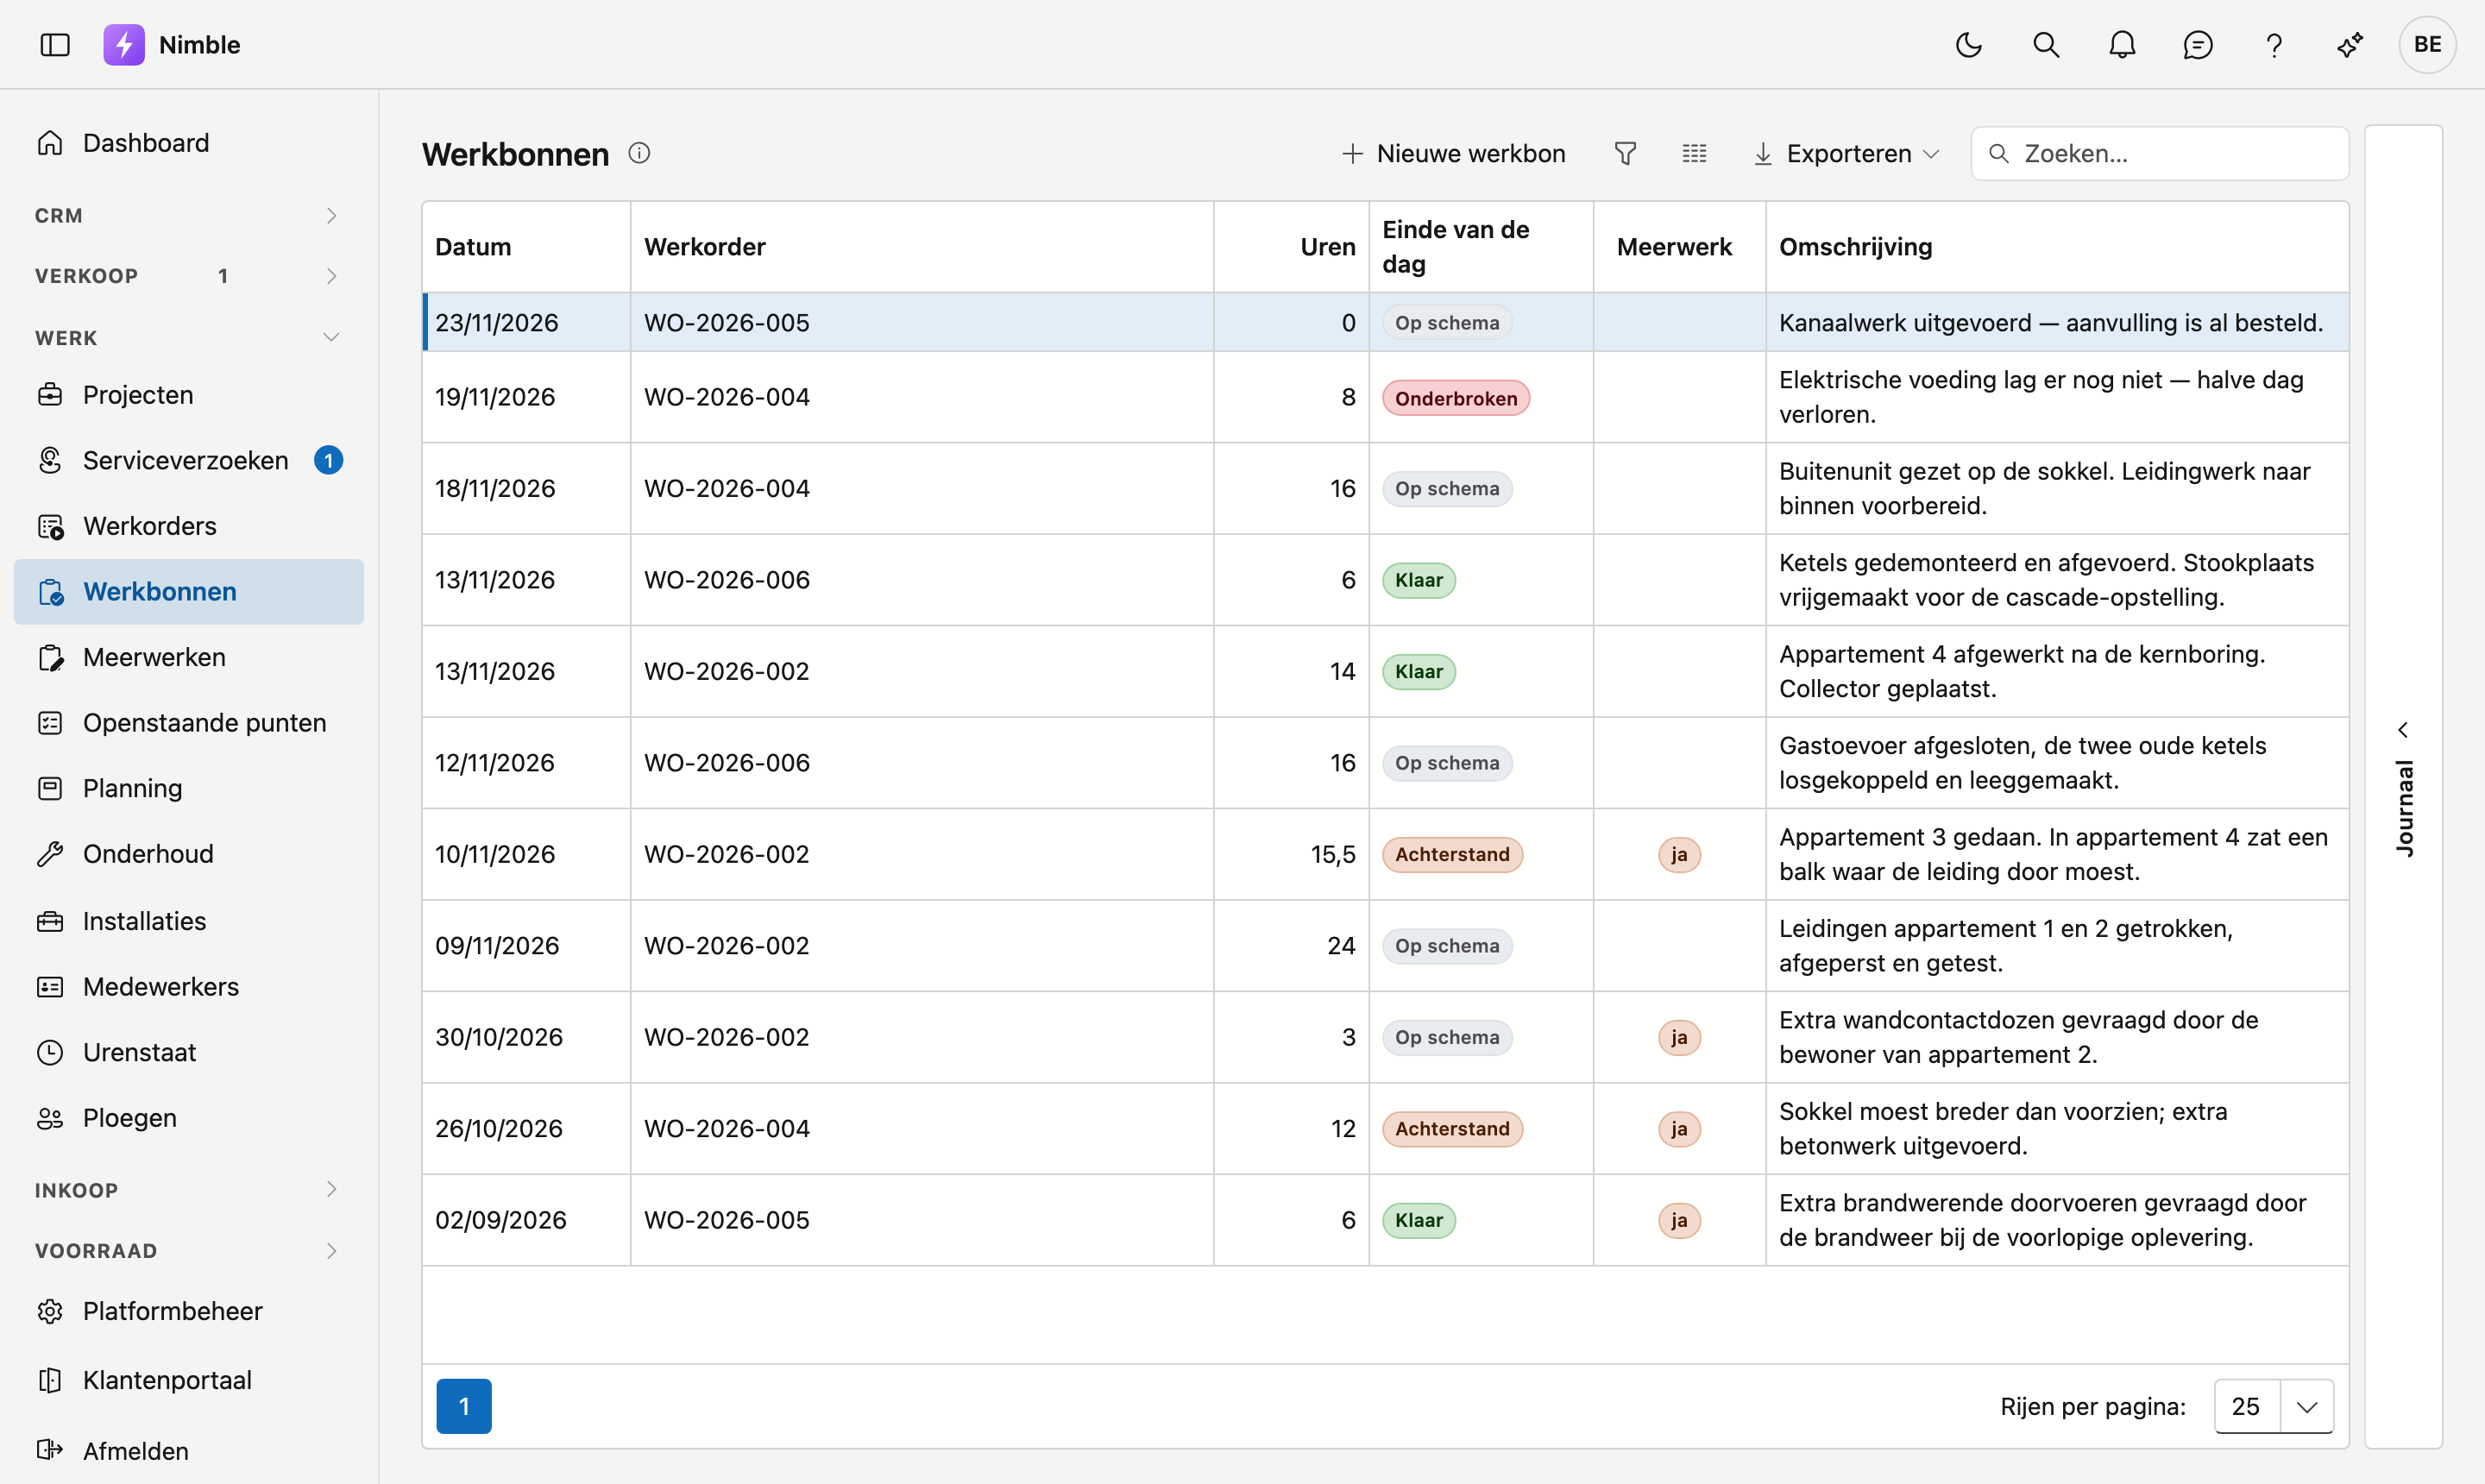 Nimble
BE
Dashboard
CRM
VERKOOP 1
WERK
Projecten
Serviceverzoeken 1
Werkorders
Werkbonnen
Meerwerken
Openstaande punten
Planning
Onderhoud
Installaties
Medewerkers
Urenstaat
Ploegen
INKOOP
VOORRAAD
Platformbeheer
Klantenportaal
Afmelden
Werkbonnen
Nieuwe werkbon
Exporteren
Zoeken...
Datum Werkorder Uren Einde van de dag Meerwerk Omschrijving
23/11/2026 WO-2026-005 0 Op schema Kanaalwerk uitgevoerd — aanvulling is al besteld.
19/11/2026 WO-2026-004 8 Onderbroken Elektrische voeding lag er nog niet — halve dag
verloren.
18/11/2026 WO-2026-004 16 Op schema Buitenunit gezet op de sokkel. Leidingwerk naar
binnen voorbereid.
13/11/2026 WO-2026-006 6 Klaar Ketels gedemonteerd en afgevoerd. Stookplaats
vrijgemaakt voor de cascade-opstelling.
13/11/2026 WO-2026-002 14 Klaar Appartement 4 afgewerkt na de kernboring.
Collector geplaatst.
12/11/2026 WO-2026-006 16 Op schema Gastoevoer afgesloten, de twee oude ketels
losgekoppeld en leeggemaakt.
10/11/2026 WO-2026-002 15,5 Achterstand ja Appartement 3 gedaan. In appartement 4 zat een
balk waar de leiding door moest.
09/11/2026 WO-2026-002 24 Op schema Leidingen appartement 1 en 2 getrokken,
afgeperst en getest.
30/10/2026 WO-2026-002 3 Op schema ja Extra wandcontactdozen gevraagd door de
bewoner van appartement 2.
26/10/2026 WO-2026-004 12 Achterstand ja Sokkel moest breder dan voorzien; extra
betonwerk uitgevoerd.
02/09/2026 WO-2026-005 6 Klaar ja Extra brandwerende doorvoeren gevraagd door
de brandweer bij de voorlopige oplevering.
1
Rijen per pagina: 25
Journaal